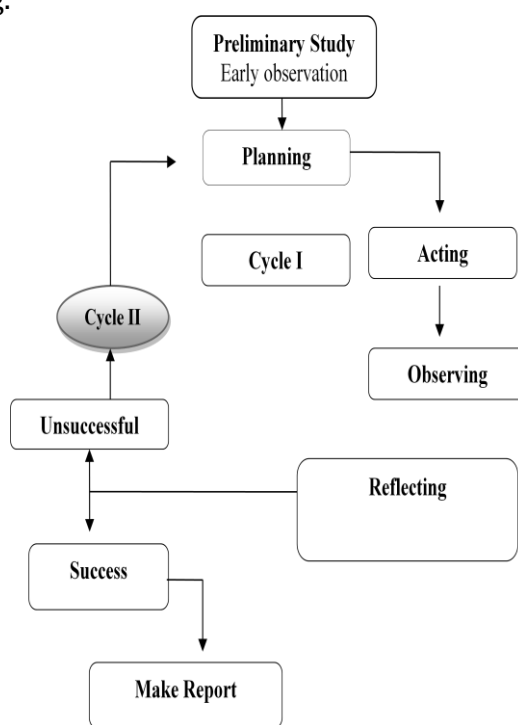 Preliminary Study
Early observation
Planning
Cycle I
Acting
Cycle II
Observing
Unsuccessful
Reflecting
Success
Make Report